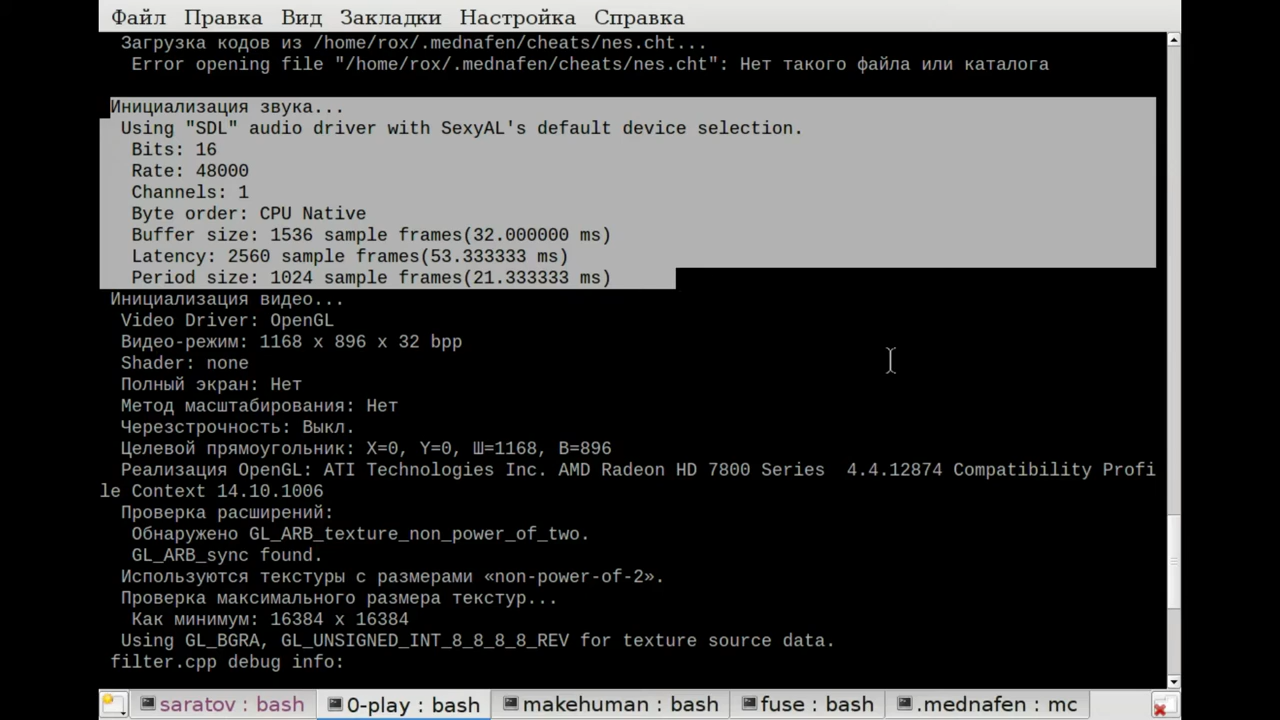 Файл Правка Вид Закладки Настройка Справка
Загрузка кодов из /home/rox/.mednafen/cheats/nes.cht...
Error opening file "/home/rox/.mednafen/cheats/nes.cht": Нет такого файла или каталога
Инициализация звука...
Using "SDL" audio driver with SexyAL's default device selection.
Bits: 16
Rate: 48000
Channels: 1
Byte order: CPU Native
Buffer size: 1536 sample frames(32.000000 ms)
Latency: 2560 sample frames(53.333333 ms)
Period size: 1024 sample frames(21.333333 ms)
Инициализация видео...
Video Driver: OpenGL
Видео-режим: 1168 x 896 x 32 bpp
Shader: none
Полный экран: Нет
Метод масштабирования: Нет
Черезстрочность: Выкл.
Целевой прямоугольник: X=0, Y=0, Ш=1168, В=896
Реализация OpenGL: ATI Technologies Inc. AMD Radeon HD 7800 Series  4.4.12874 Compatibility Profi
le Context 14.10.1006
Проверка расширений:
Обнаружено GL_ARB_texture_non_power_of_two.
GL_ARB_sync found.
Используются текстуры с размерами «non-power-of-2».
Проверка максимального размера текстур...
Как минимум: 16384 x 16384
Using GL_BGRA, GL_UNSIGNED_INT_8_8_8_8_REV for texture source data.
filter.cpp debug info:
saratov : bash 0-play : bash makehuman : bash fuse : bash .mednafen : mc